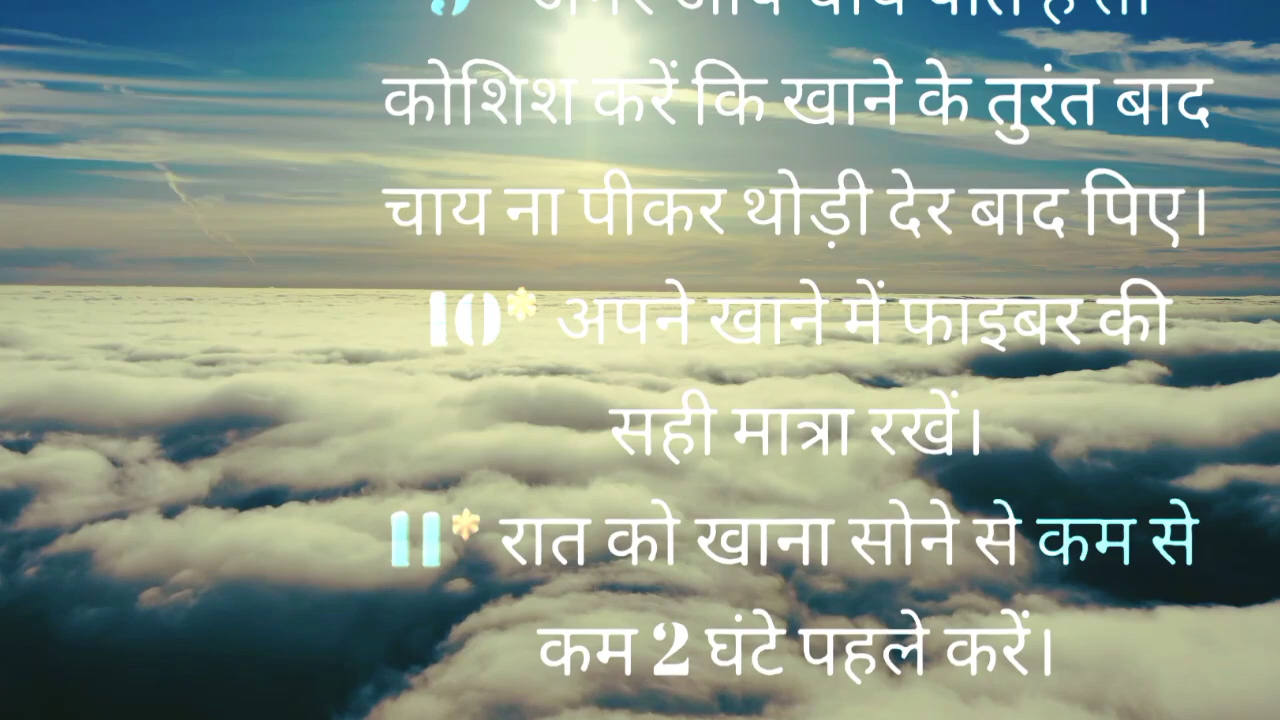 कोशिश करें कि खाने के तुरंत बाद
चाय ना पीकर थोड़ी देर बाद पिए।
10* अपने खाने में फाइबर की
सही मात्रा रखें।
11* रात को खाना सोने से कम से
कम 2 घंटे पहले करें।